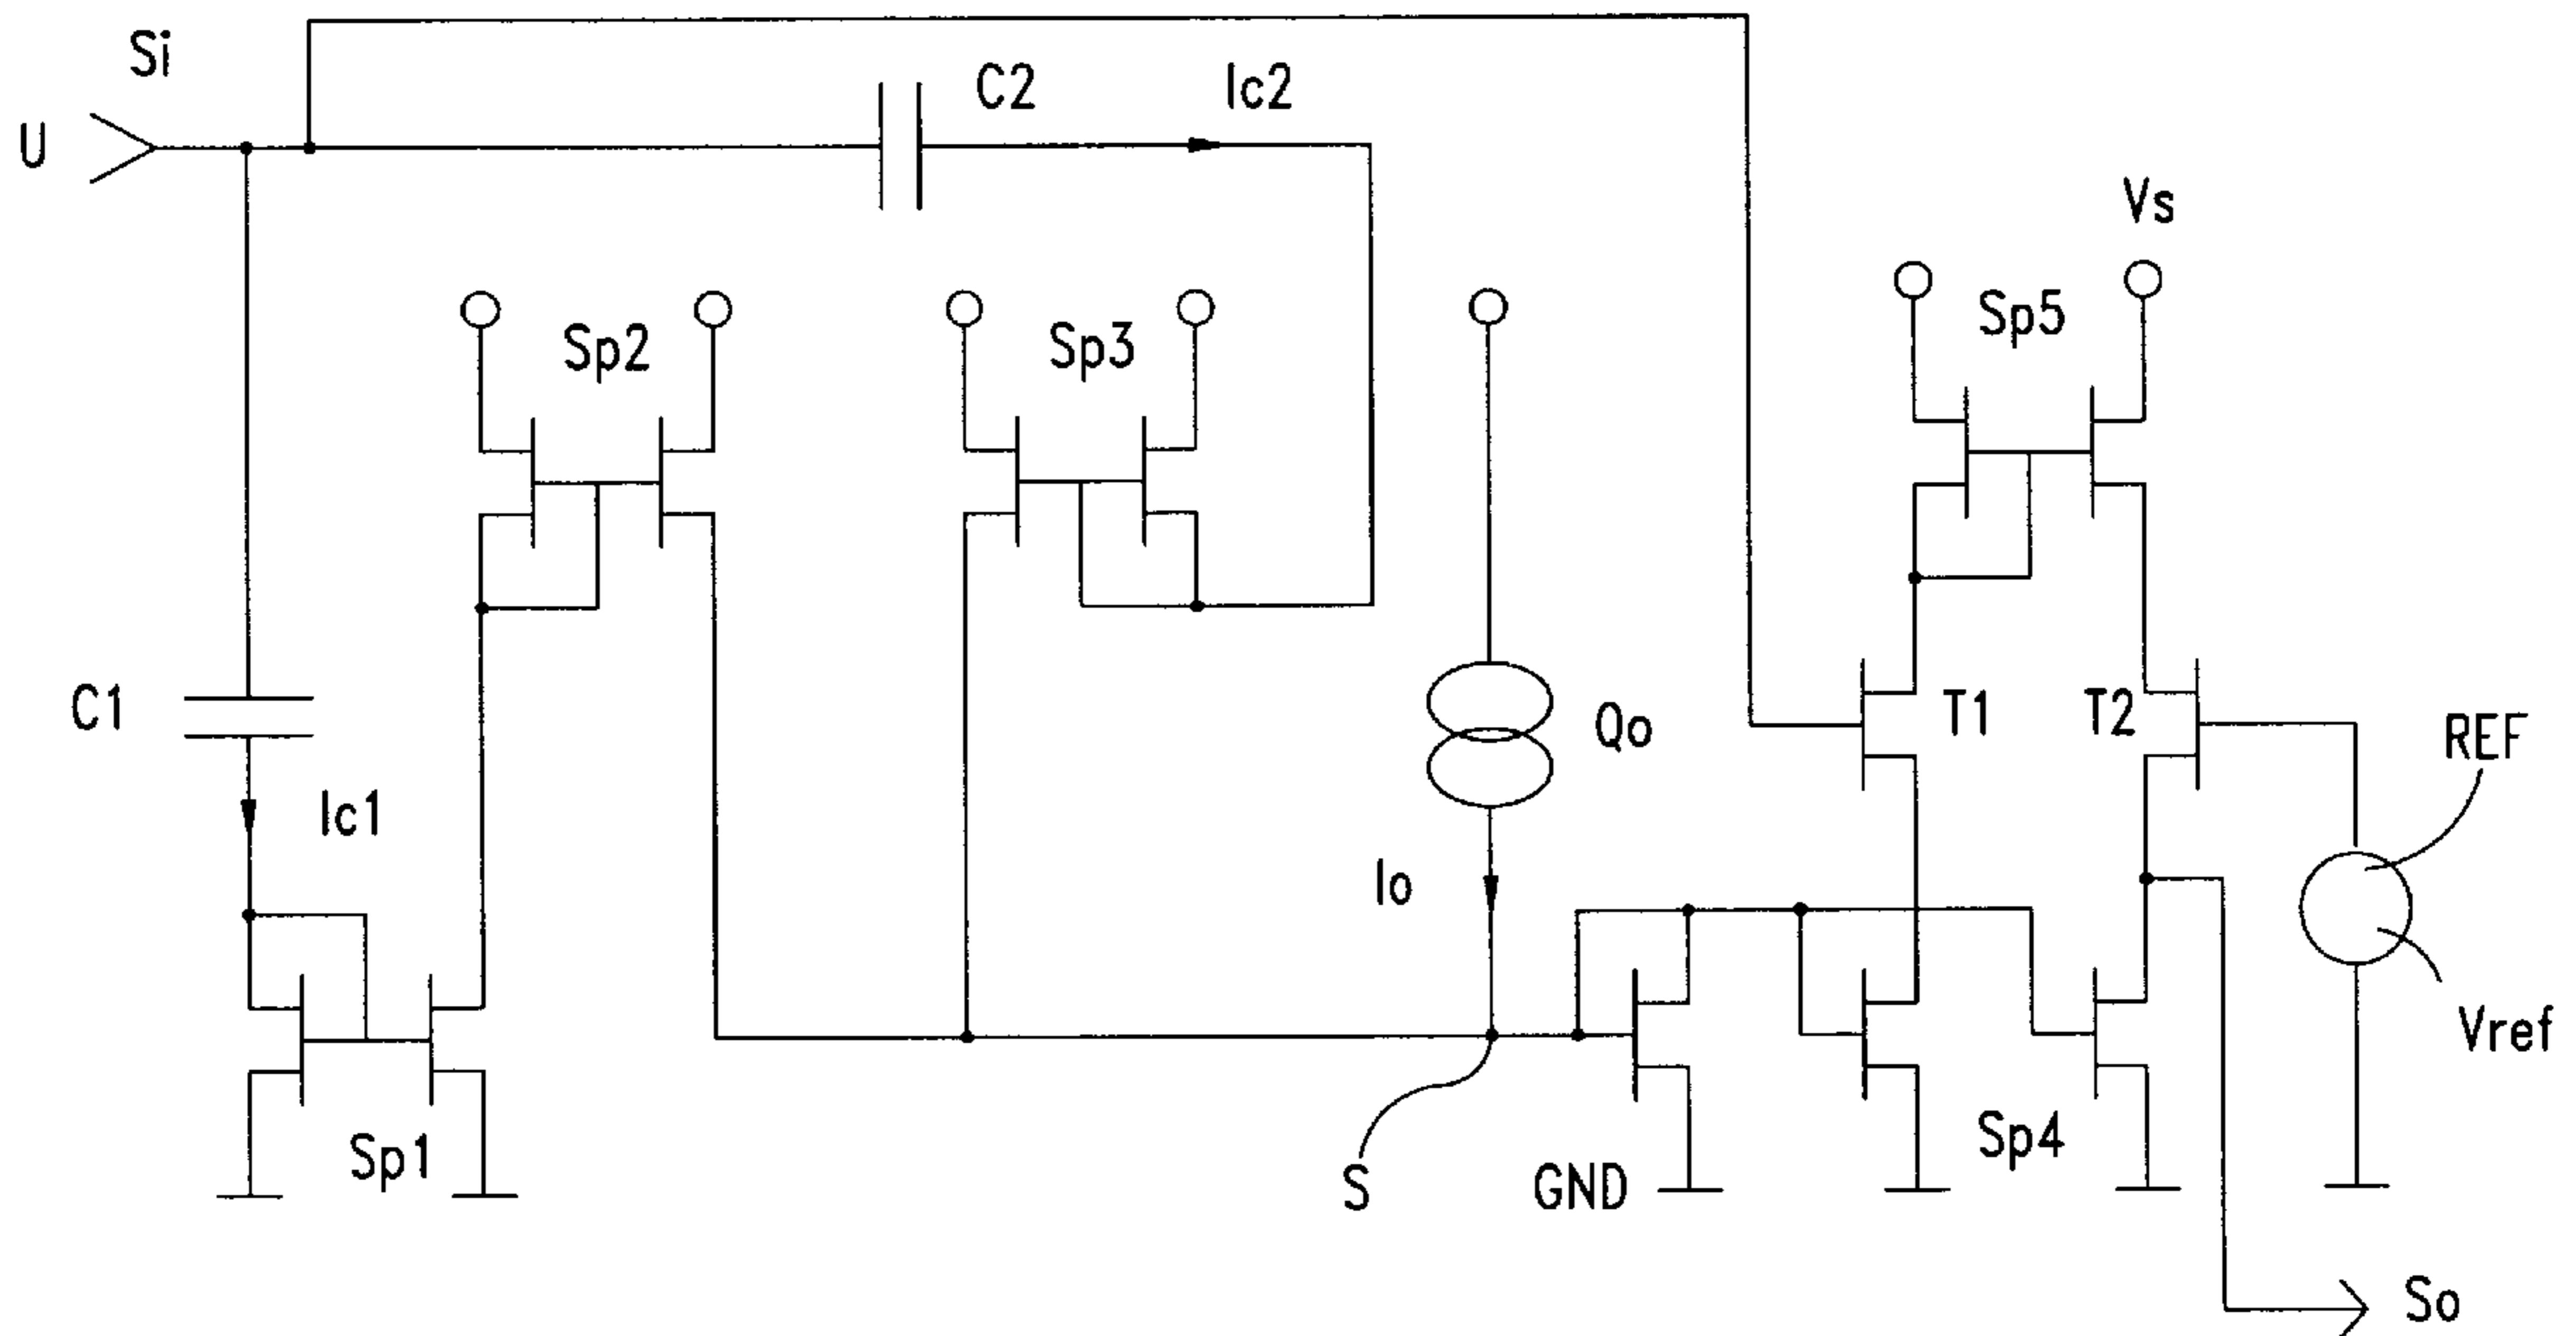 Si
C2
Ic2
U
Vs
Sp2
Sp3
Sp5
C1
Qo
T1
T2
REF
Ic1
Io
Vref
Sp1
S
GND
Sp4
So